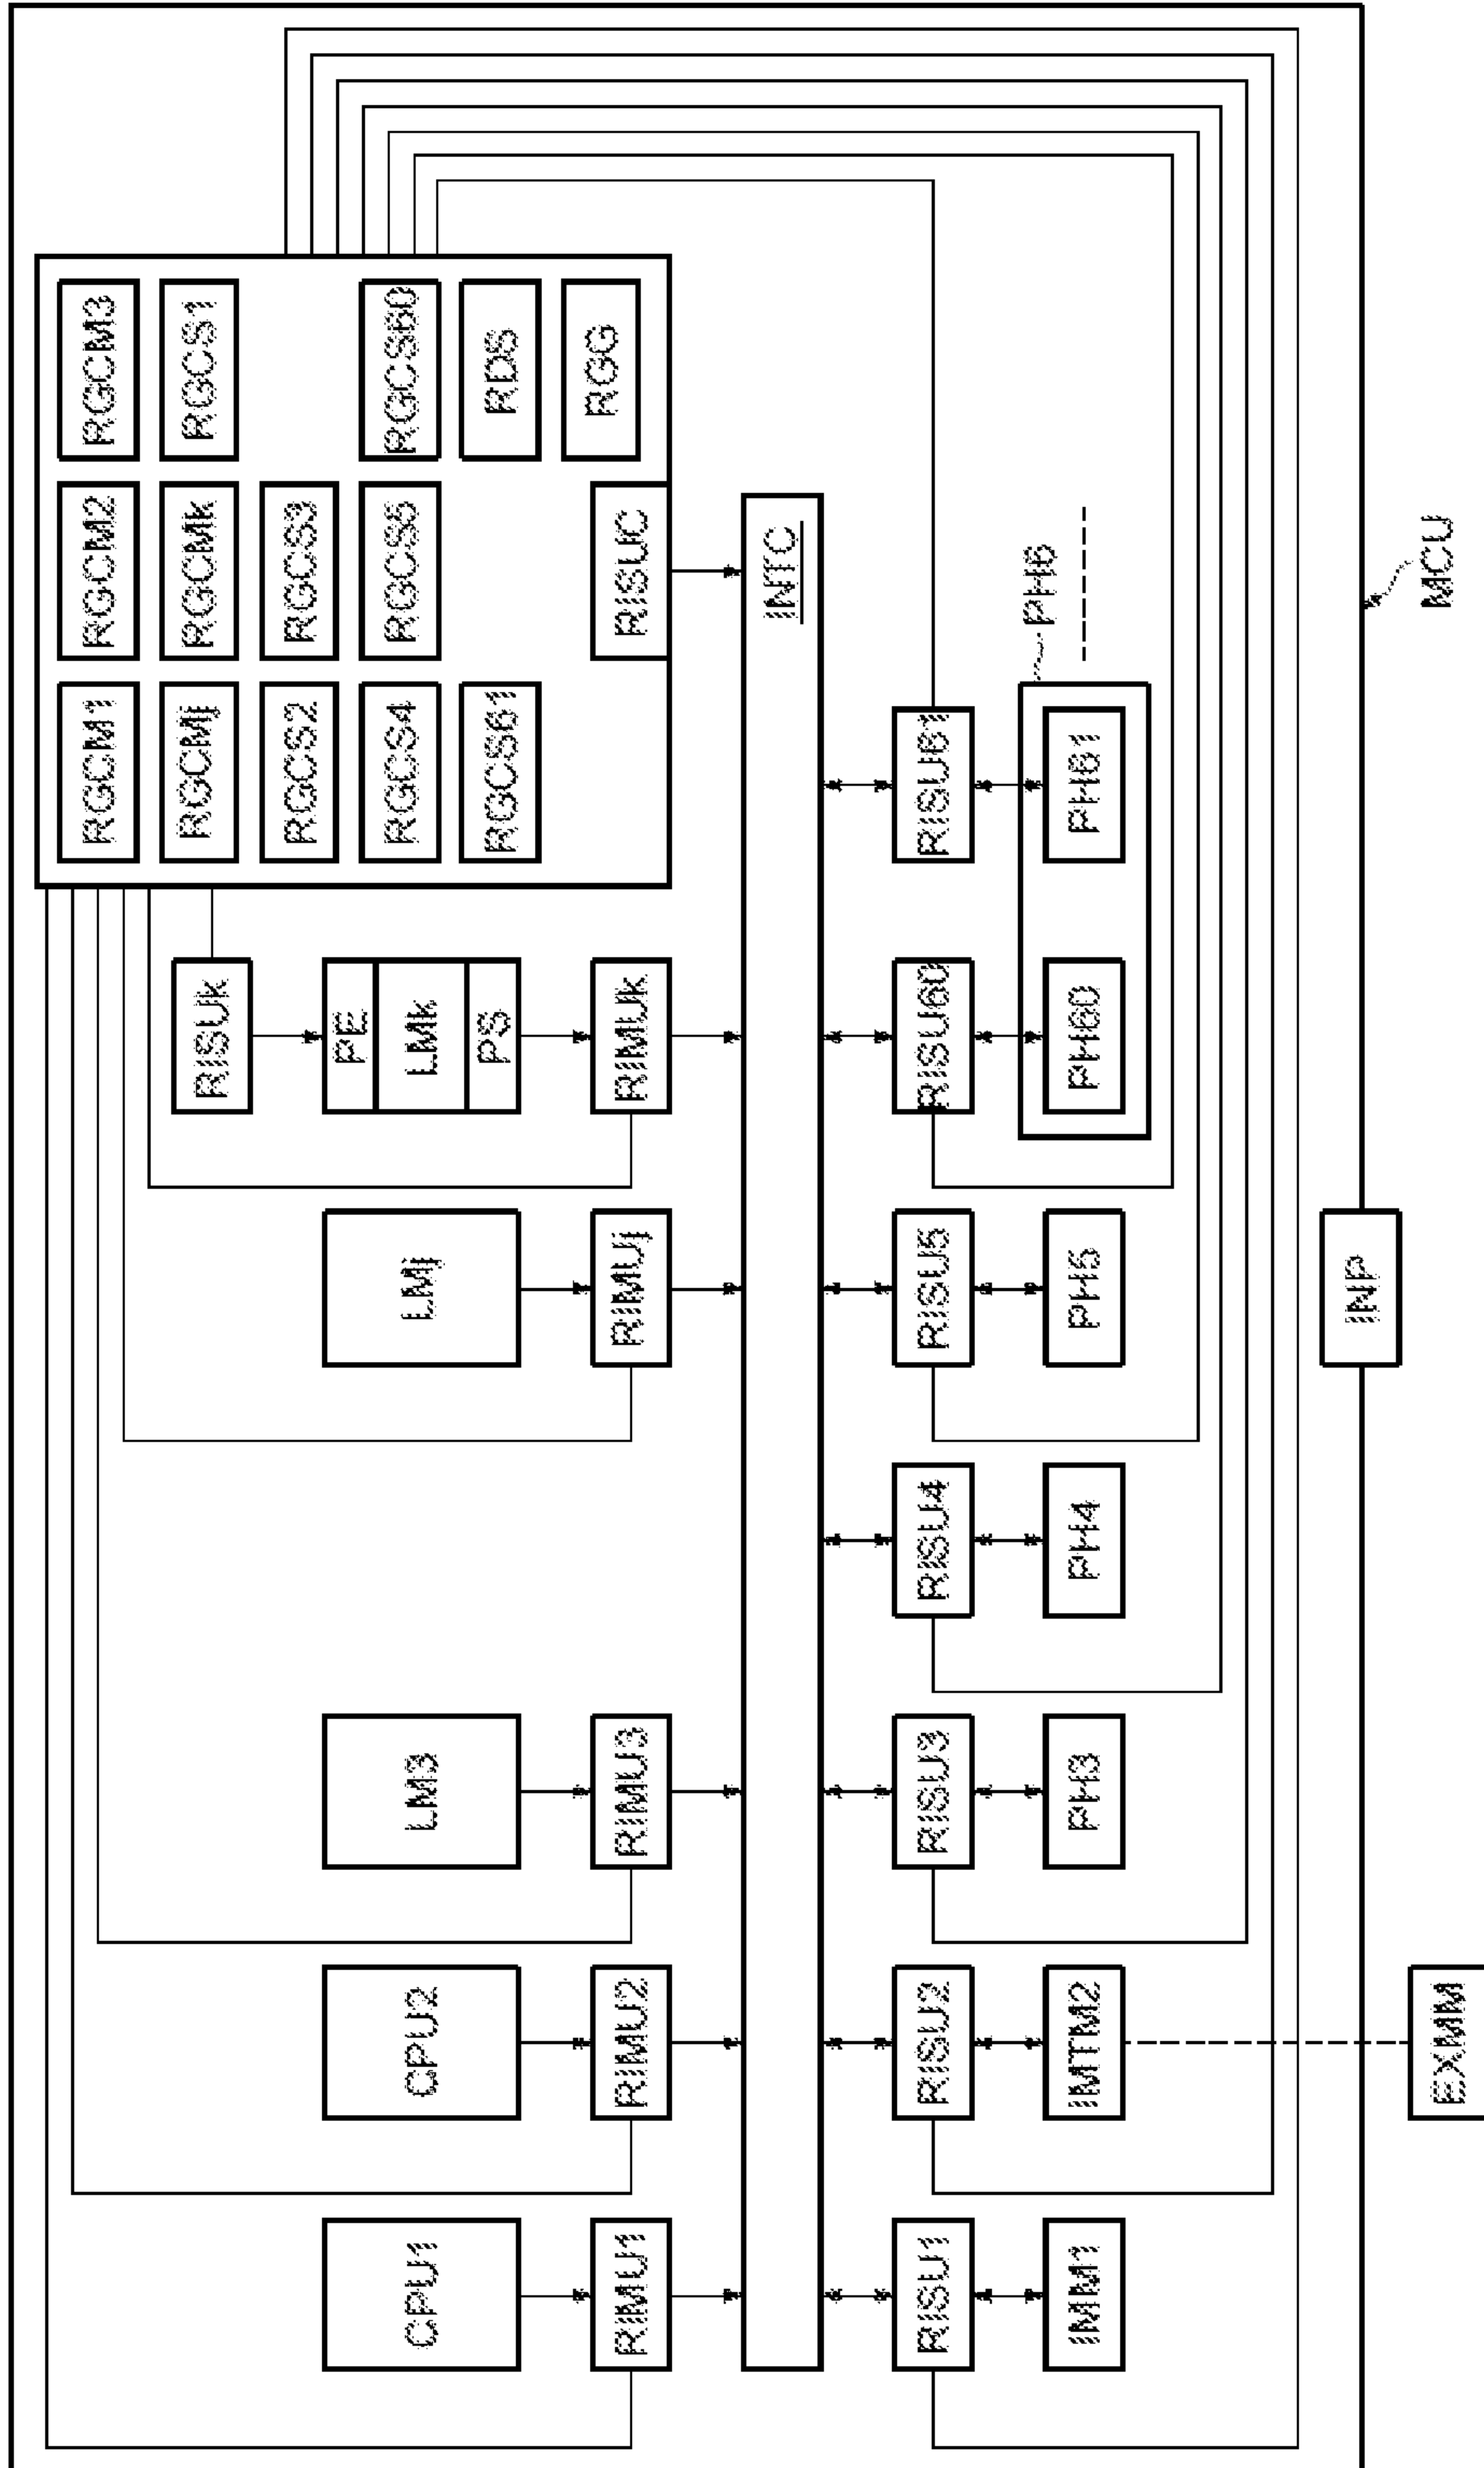 RGCM1
RGCM2
RGCM3
RISUk
RGCMj
RGCMk
RGCS1
RGCS2
RGCS3
CPU1
CPU2
LM3
LMj
PE
LMk
PS
RGCS4
RGCS5
RGCS60
RGCS61
RDS
RGG
RIMU1
RIMU2
RIMU3
RIMUj
RIMUk
RISUC
INTC
RISU1
RISU2
RISU3
RISU4
RISU5
RISU60
RISU61
PH6
IMM1
IMTM2
PH3
PH4
PH5
PH60
PH61
INP
EXMM
MCU